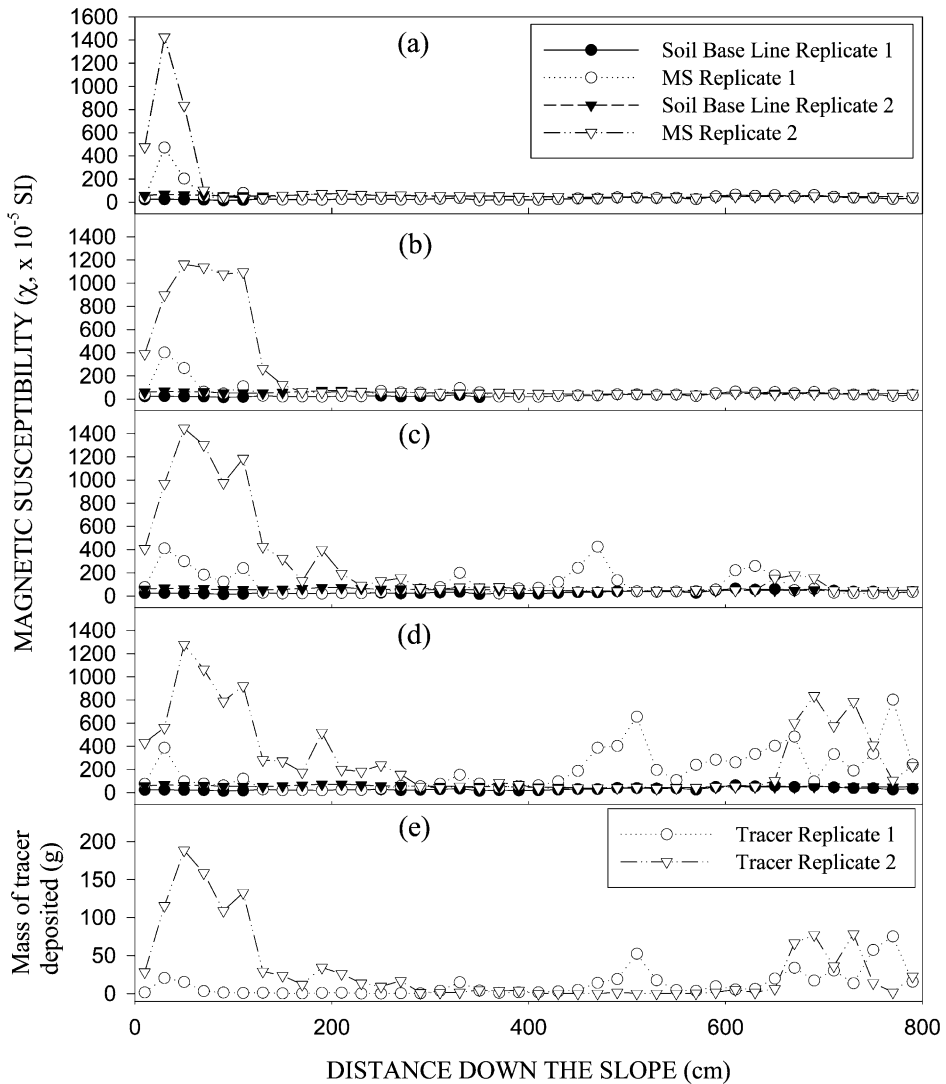 MAGNETIC SUSCEPTIBILITY (χ, x 10-5 SI)
1600
1400
1200
1000
800
600
400
200
0
(a)
Soil Base Line Replicate 1
MS Replicate 1
Soil Base Line Replicate 2
MS Replicate 2
1400
1200
1000
800
600
400
200
0
(b)
1400
1200
1000
800
600
400
200
0
(c)
1400
1200
1000
800
600
400
200
0
(d)
Mass of tracer
deposited (g)
200
150
100
50
0
(e)
Tracer Replicate 1
Tracer Replicate 2
0 200 400 600 800
DISTANCE DOWN THE SLOPE (cm)